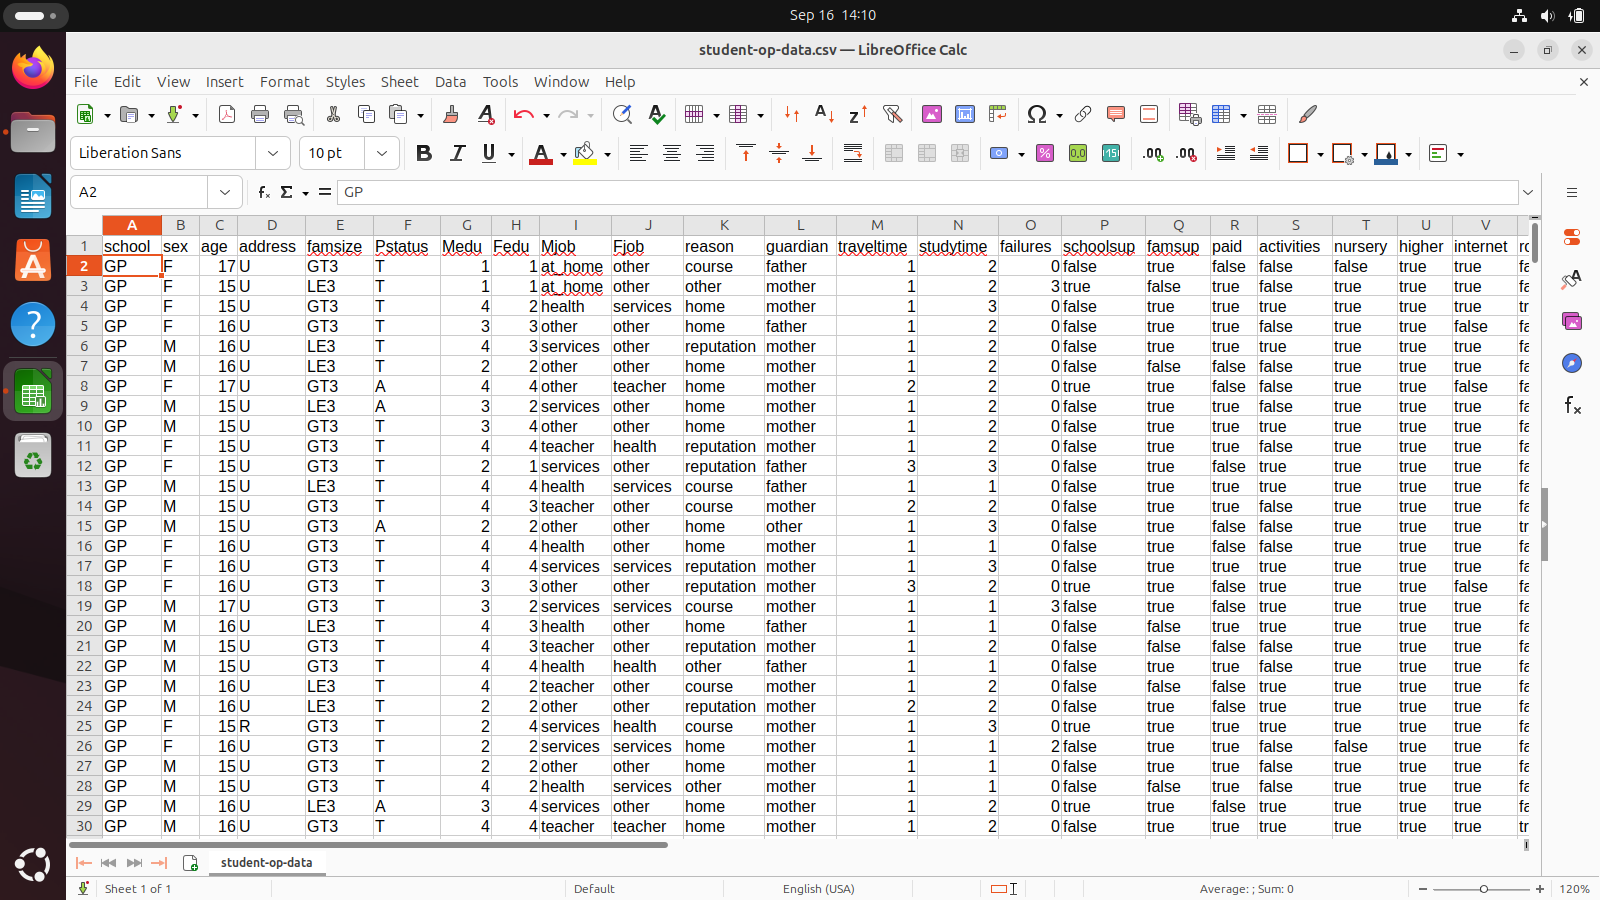 Sep 16 14:10
student-op-data.csv — LibreOffice Calc
File Edit View Insert Format Styles Sheet Data Tools Window Help
Liberation Sans 10 pt
A2 GP
A B C D E F G H I J K L M N O P Q R S T U V
1 school sex age address famsize Pstatus Medu Fedu Mjob Fjob reason guardian traveltime studytime failures schoolsup famsup paid activities nursery higher internet
2 GP F 17 U GT3 T 1 1 at_home other course father 1 2 0 false true false false false true true
3 GP F 15 U LE3 T 1 1 at_home other other mother 1 2 3 true false true false true true true
4 GP F 15 U GT3 T 4 2 health services home mother 1 3 0 false true true true true true true
5 GP F 16 U GT3 T 3 3 other other home father 1 2 0 false true true false true true false
6 GP M 16 U LE3 T 4 3 services other reputation mother 1 2 0 false true true true true true true
7 GP M 16 U LE3 T 2 2 other other home mother 1 2 0 false false false false true true true
8 GP F 17 U GT3 A 4 4 other teacher home mother 2 2 0 true true false false true true false
9 GP M 15 U LE3 A 3 2 services other home mother 1 2 0 false true true false true true true
10 GP M 15 U GT3 T 3 4 other other home mother 1 2 0 false true true true true true true
11 GP F 15 U GT3 T 4 4 teacher health reputation mother 1 2 0 false true true false true true true
12 GP F 15 U GT3 T 2 1 services other reputation father 3 3 0 false true false true true true true
13 GP M 15 U LE3 T 4 4 health services course father 1 1 0 false true true true true true true
14 GP M 15 U GT3 T 4 3 teacher other course mother 2 2 0 false true true false true true true
15 GP M 15 U GT3 A 2 2 other other home other 1 3 0 false true false false true true true
16 GP F 16 U GT3 T 4 4 health other home mother 1 1 0 false true false false true true true
17 GP F 16 U GT3 T 4 4 services services reputation mother 1 3 0 false true true true true true true
18 GP F 16 U GT3 T 3 3 other other reputation mother 3 2 0 true true false true true true false
19 GP M 17 U GT3 T 3 2 services services course mother 1 1 3 false true false true true true true
20 GP M 16 U LE3 T 4 3 health other home father 1 1 0 false false true true true true true
21 GP M 15 U GT3 T 4 3 teacher other reputation mother 1 2 0 false false false false true true true
22 GP M 15 U GT3 T 4 4 health health other father 1 1 0 false true true false true true true
23 GP M 16 U LE3 T 4 2 teacher other course mother 1 2 0 false false false true true true true
24 GP M 16 U LE3 T 2 2 other other reputation mother 2 2 0 false true false true true true true
25 GP F 15 R GT3 T 2 4 services health course mother 1 3 0 true true true true true true true
26 GP F 16 U GT3 T 2 2 services services home mother 1 1 2 false true true false false true true
27 GP M 15 U GT3 T 2 2 other other home mother 1 1 0 false true true false true true true
28 GP M 15 U GT3 T 4 2 health services other mother 1 1 0 false false true false true true true
29 GP M 16 U LE3 A 3 4 services other home mother 1 2 0 true true false true true true true
30 GP M 16 U GT3 T 4 4 teacher teacher home mother 1 2 0 false true true true true true true
student-op-data
Sheet 1 of 1 Default English (USA) Average: ; Sum: 0 120%